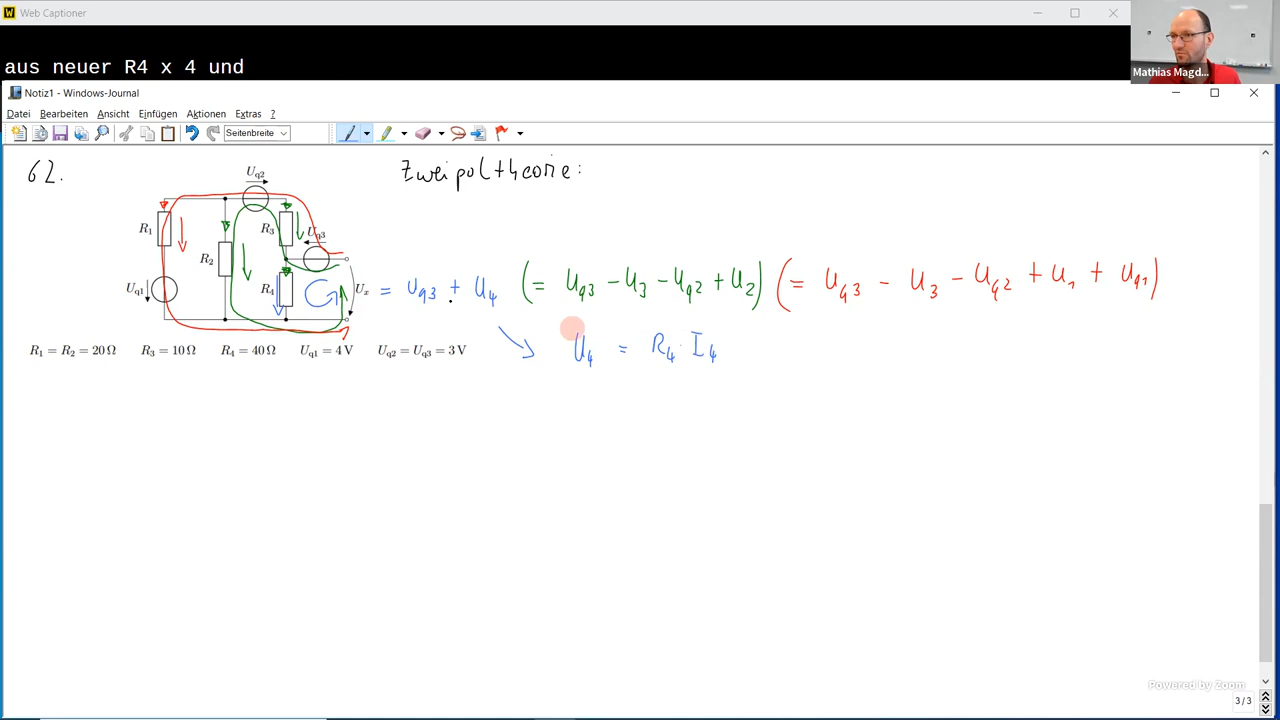 Web Captioner
aus neuer R4 x 4 und
Mathias Magd...
Notiz1 - Windows-Journal
Datei Bearbeiten Ansicht Einfügen Aktionen Extras ?
Seitenbreite
62.
Zweipoltheorie:
Uq2
R1
R3
Uq3
R2
Uq1
R4
Ux
= Uq3 + U4 (= Uq3 - U3 - Uq2 + U2) (= Uq3 - U3 - Uq2 + U1 + Uq1)
U4 = R4 · I4
R1 = R2 = 20 Ω R3 = 10 Ω R4 = 40 Ω Uq1 = 4 V Uq2 = Uq3 = 3 V
Powered by Zoom
3/3